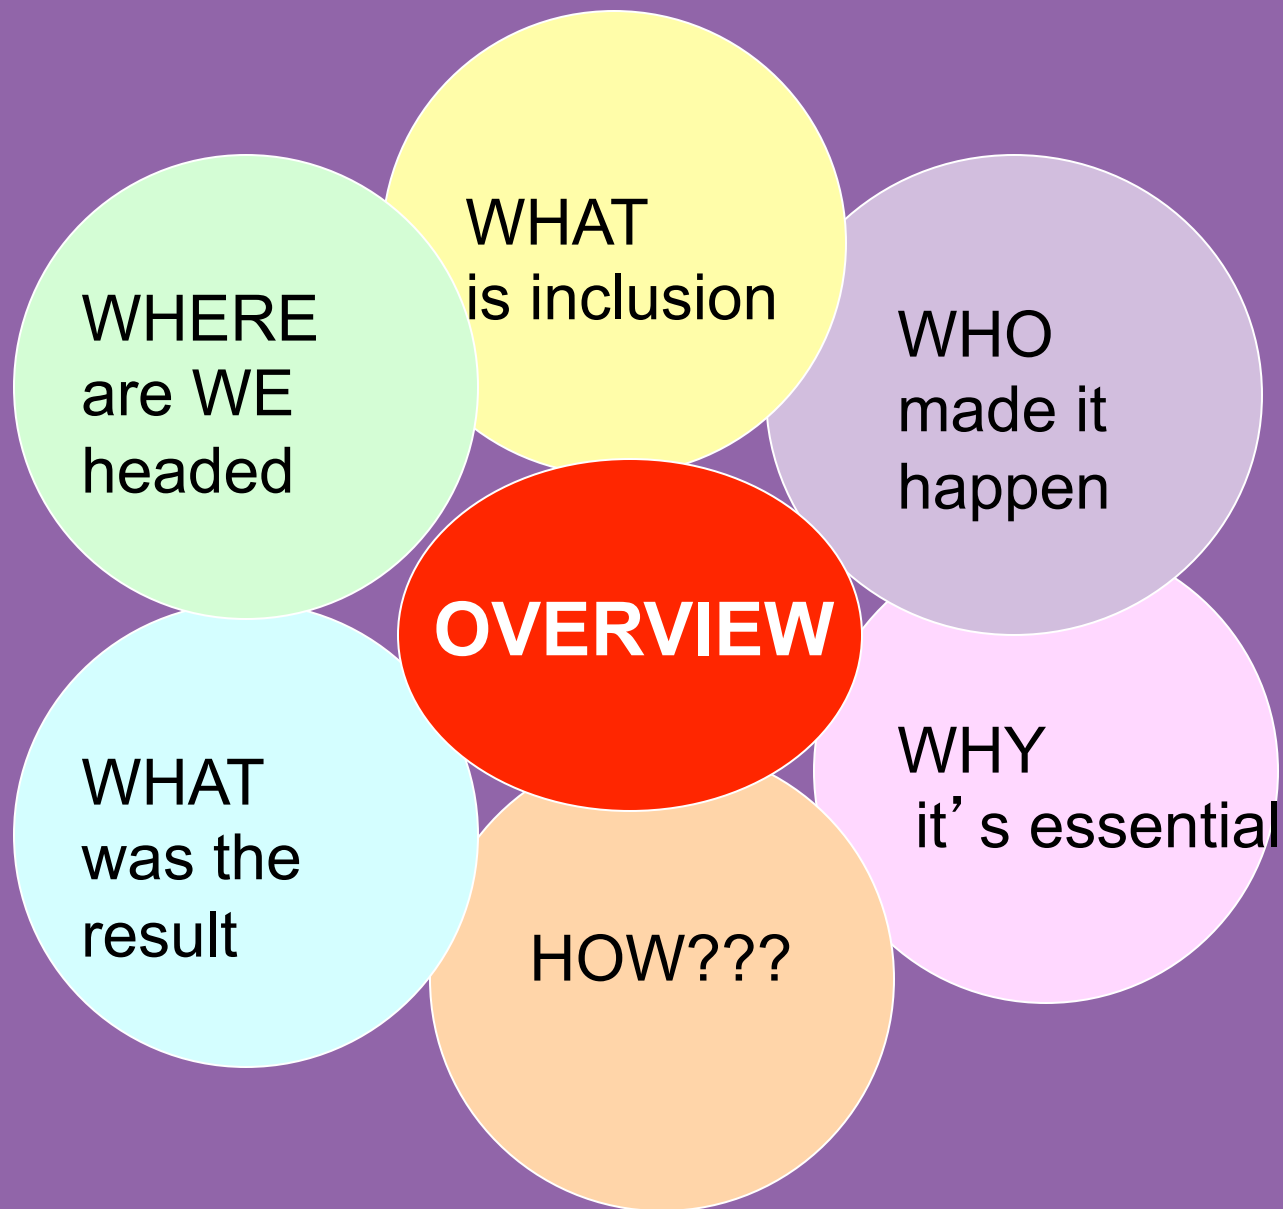 WHAT
is inclusion
WHO
made it
happen
WHY
it’s essential
HOW???
WHAT
was the
result
WHERE
are WE
headed
OVERVIEW